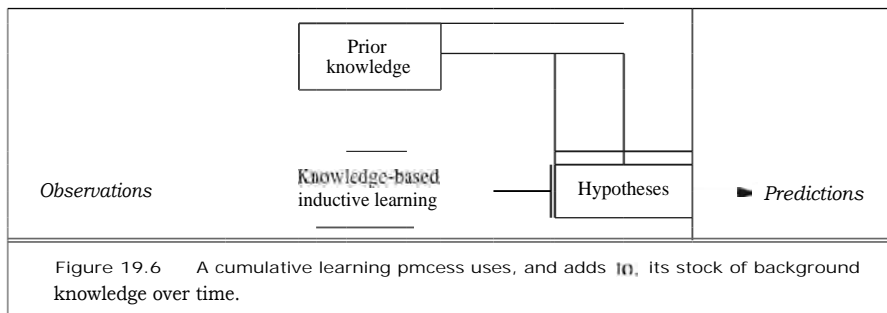 Prior
knowledge
Observations
Knowledge-based
inductive learning
Hypotheses
Predictions
Figure 19.6 A cumulative learning pmcess uses, and adds 10, its stock of background
knowledge over time.